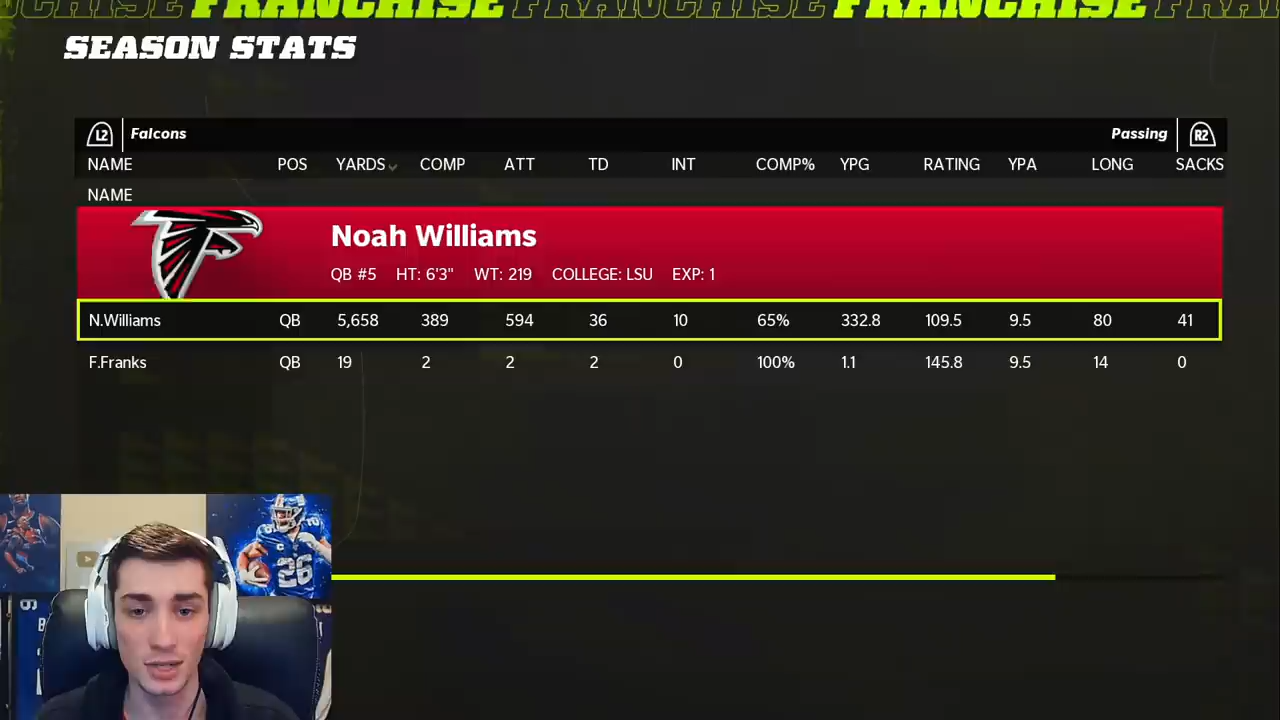 FRANCHISE FRANCHISE FRANCHISE FRANCHISE FRAN
SEASON STATS
L2 Falcons Passing R2
NAME POS YARDS COMP ATT TD INT COMP% YPG RATING YPA LONG SACKS
NAME
Noah Williams
QB #5 HT: 6'3" WT: 219 COLLEGE: LSU EXP: 1
N.Williams QB 5,658 389 594 36 10 65% 332.8 109.5 9.5 80 41
F.Franks QB 19 2 2 2 0 100% 1.1 145.8 9.5 14 0
26